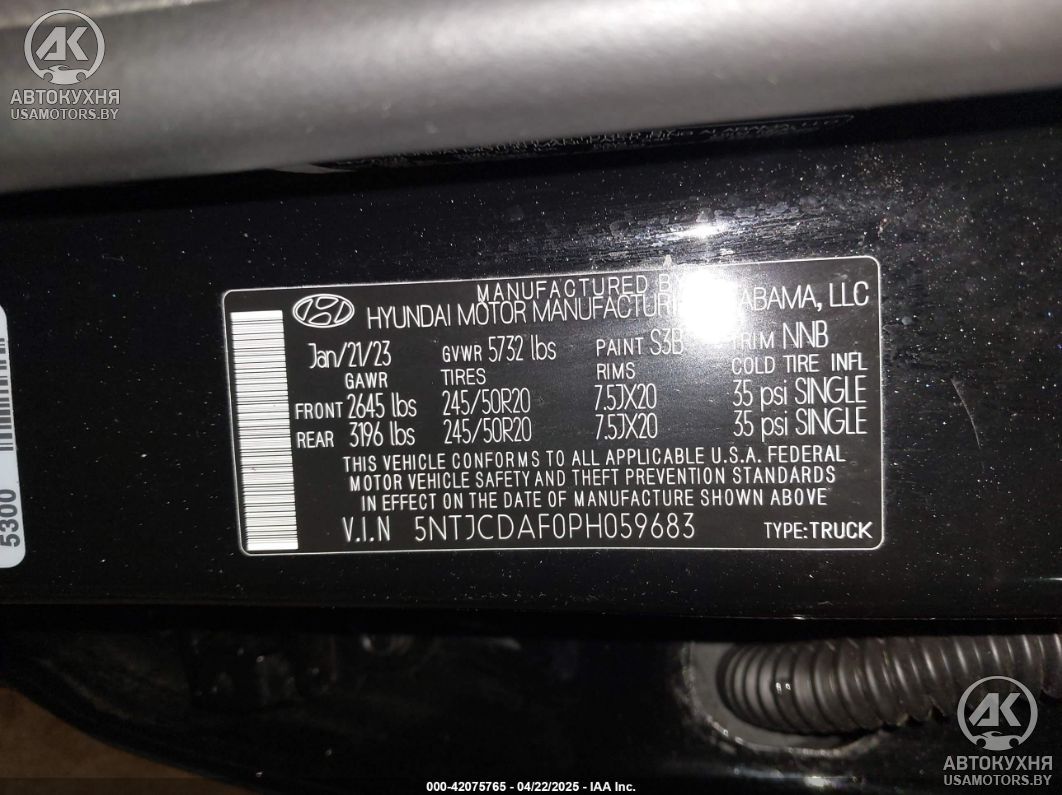 АК
АВТОКУХНЯ
USAMOTORS.BY
MANUFACTURED B
HYUNDAI MOTOR MANUFACTURI ABAMA, LLC
Jan/21/23 GVWR 5732 lbs PAINT S3B TRIM NNB
GAWR TIRES RIMS COLD TIRE INFL
FRONT 2645 lbs 245/50R20 7.5JX20 35 psi SINGLE
REAR 3196 lbs 245/50R20 7.5JX20 35 psi SINGLE
THIS VEHICLE CONFORMS TO ALL APPLICABLE U.S.A. FEDERAL
MOTOR VEHICLE SAFETY AND THEFT PREVENTION STANDARDS
IN EFFECT ON THE DATE OF MANUFACTURE SHOWN ABOVE
V.I.N 5NTJCDAF0PH059683 TYPE:TRUCK
5300
АК
АВТОКУХНЯ
USAMOTORS.BY
000-42075765 - 04/22/2025 - IAA Inc.